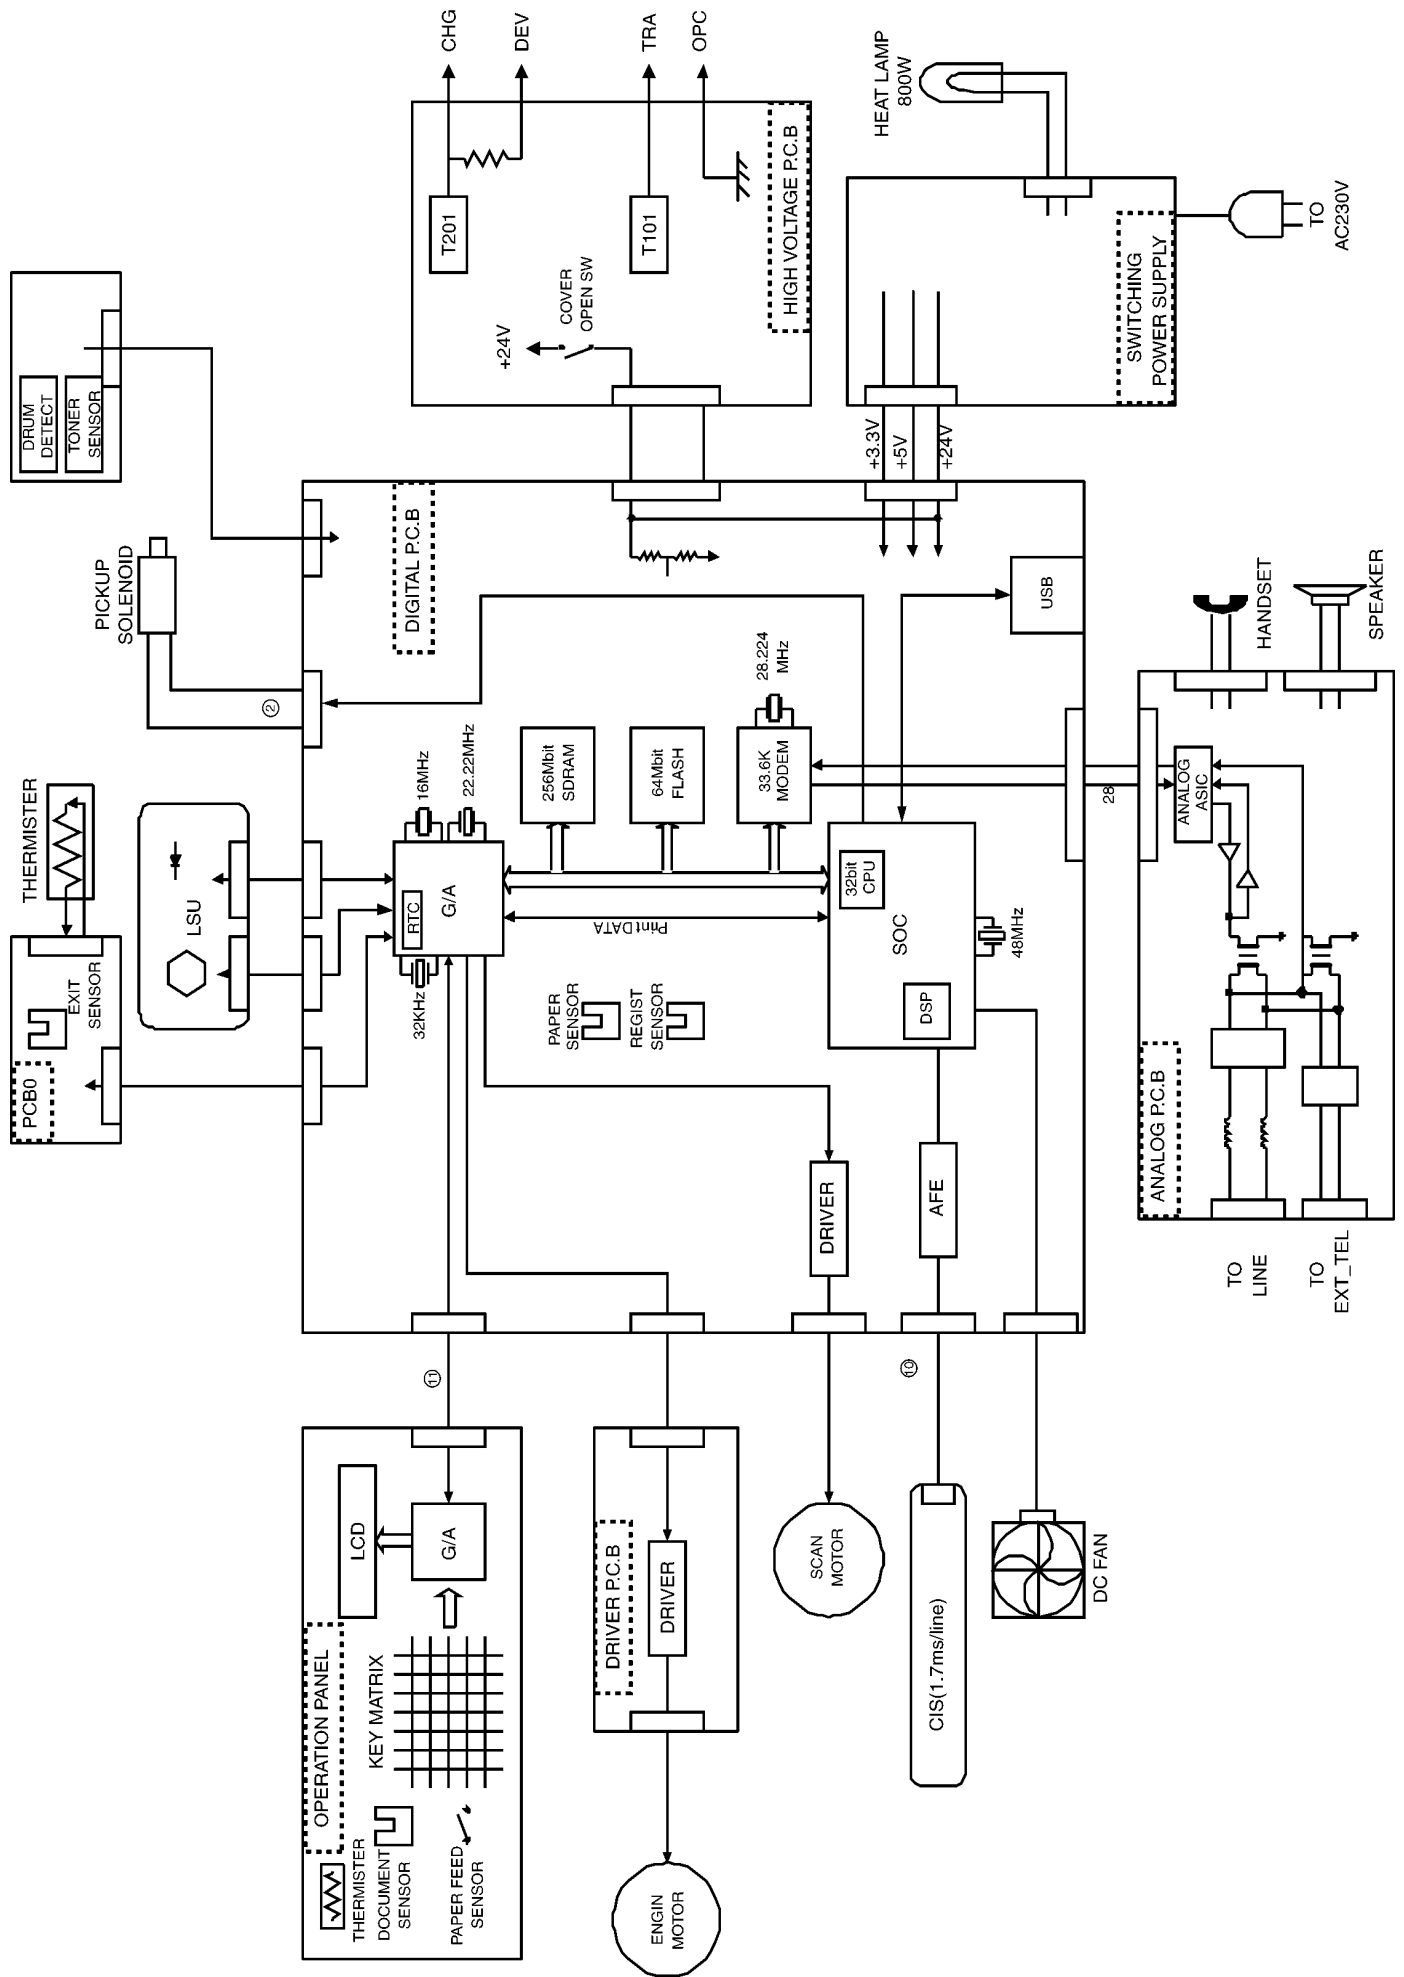 OPERATION PANEL
THERMISTER
DOCUMENT
SENSOR
PAPER FEED
SENSOR
KEY MATRIX
LCD
G/A
11
ENGIN
MOTOR
DRIVER P.C.B
DRIVER
SCAN
MOTOR
CIS(1.7ms/line)
10
DC FAN
PCB0
EXIT
SENSOR
THERMISTER
LSU
PICKUP
SOLENOID
2
DRUM
DETECT
TONER
SENSOR
DIGITAL P.C.B
G/A
RTC
32KHz
16MHz
22.22MHz
Print DATA
256Mbit
SDRAM
64Mbit
FLASH
33.6K
MODEM
28.224
MHz
PAPER
SENSOR
REGIST
SENSOR
SOC
32bit
CPU
DSP
48MHz
DRIVER
AFE
USB
28
HIGH VOLTAGE P.C.B
T201
T101
CHG
DEV
TRA
OPC
+24V
COVER
OPEN SW
SWITCHING
POWER SUPPLY
+3.3V
+5V
+24V
HEAT LAMP
800W
TO
AC230V
ANALOG P.C.B
ANALOG
ASIC
HANDSET
SPEAKER
TO
LINE
TO
EXT_TEL